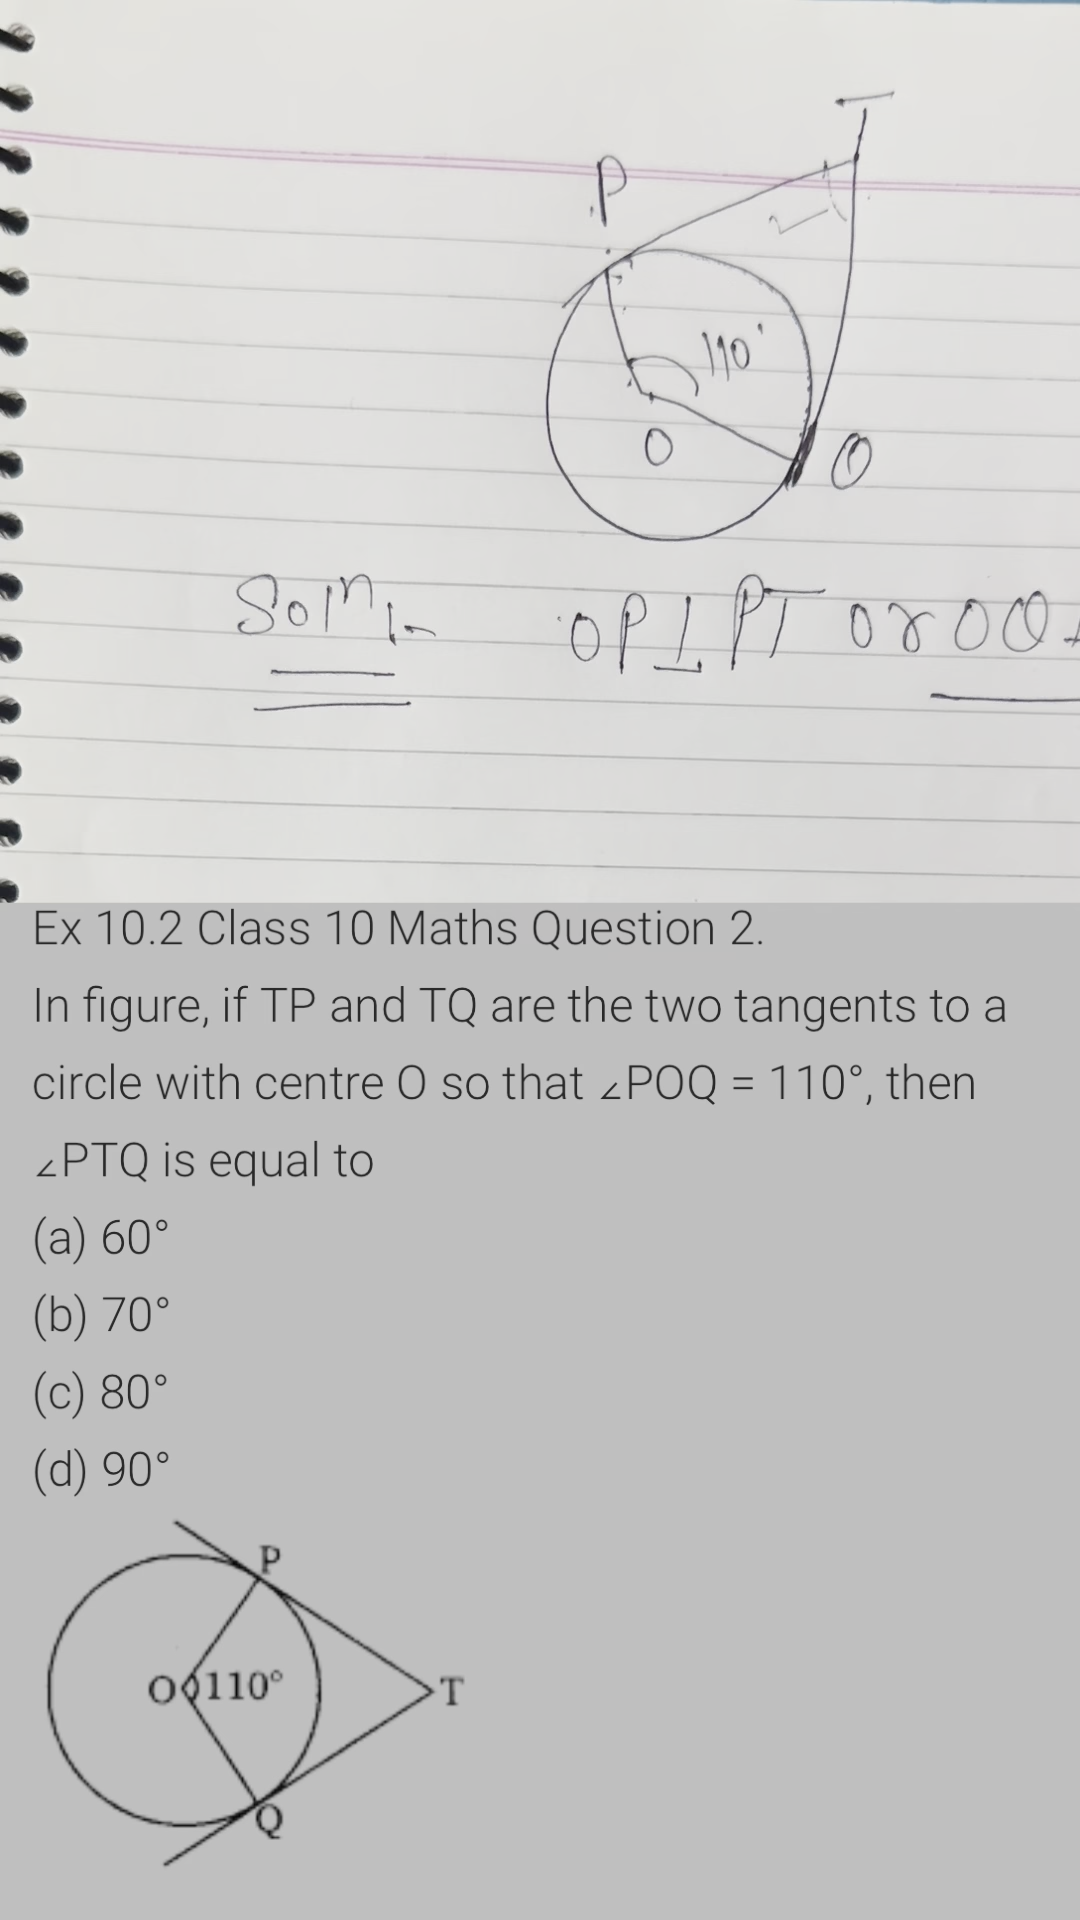 T
P
110°
O
Q
Soln:-
OP⊥PT or OQ⊥
Ex 10.2 Class 10 Maths Question 2.
In figure, if TP and TQ are the two tangents to a
circle with centre O so that ∠POQ = 110°, then
∠PTQ is equal to
(a) 60°
(b) 70°
(c) 80°
(d) 90°
P
O 110° T
Q